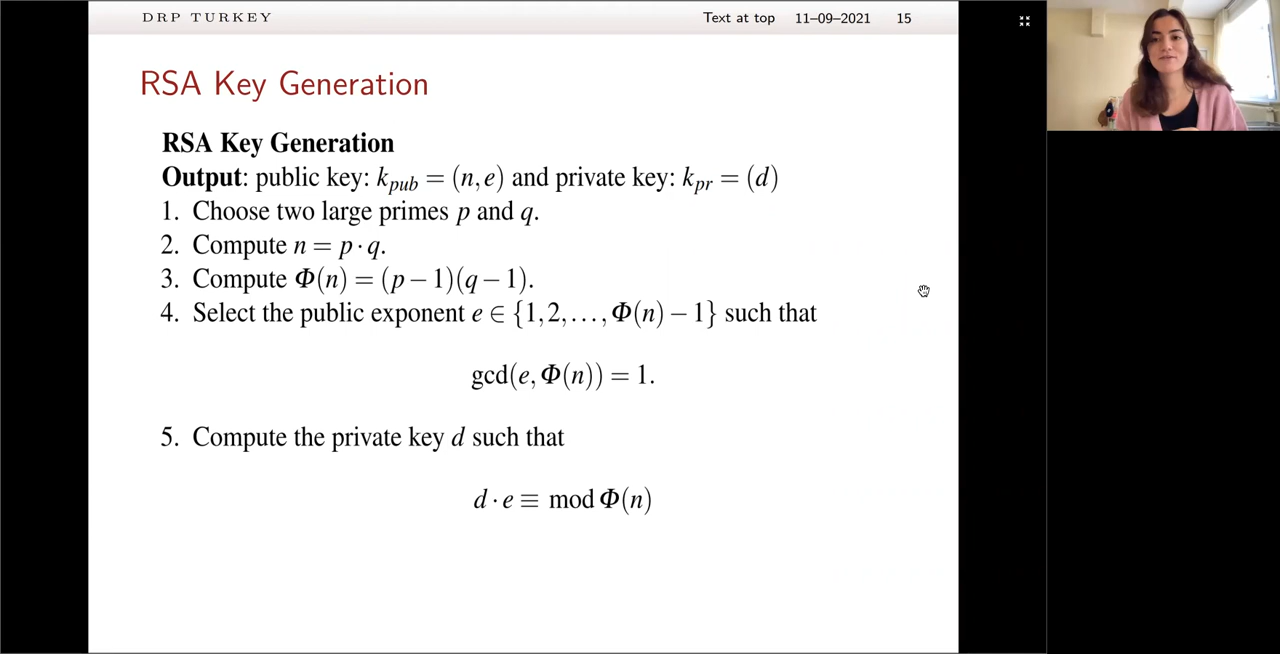 DRP TURKEY
Text at top 11–09–2021 15
RSA Key Generation
RSA Key Generation
Output: public key: k_pub = (n, e) and private key: k_pr = (d)
1. Choose two large primes p and q.
2. Compute n = p · q.
3. Compute Φ(n) = (p − 1)(q − 1).
4. Select the public exponent e ∈ {1, 2, . . . , Φ(n) − 1} such that
gcd(e, Φ(n)) = 1.
5. Compute the private key d such that
d · e ≡ mod Φ(n)